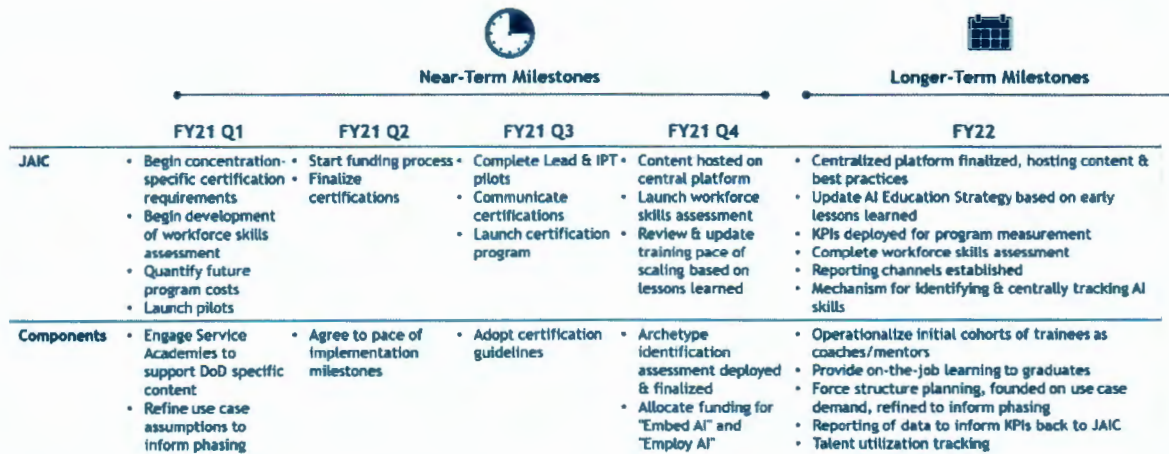 Near-Term Milestones
Longer-Term Milestones
FY21 Q1
FY21 Q2
FY21 Q3
FY21 Q4
FY22
JAIC
• Begin concentration-
specific certification
requirements
• Begin development
of workforce skills
assessment
• Quantify future
program costs
• Launch pilots
• Start funding process
• Finalize
certifications
• Complete Lead & IPT
pilots
• Communicate
certifications
• Launch certification
program
• Content hosted on
central platform
• Launch workforce
skills assessment
• Review & update
training pace of
scaling based on
lessons learned
• Centralized platform finalized, hosting content &
best practices
• Update AI Education Strategy based on early
lessons learned
• KPIs deployed for program measurement
• Complete workforce skills assessment
• Reporting channels established
• Mechanism for identifying & centrally tracking AI
skills
Components
• Engage Service
Academies to
support DoD specific
content
• Refine use case
assumptions to
inform phasing
• Agree to pace of
implementation
milestones
• Adopt certification
guidelines
• Archetype
identification
assessment deployed
& finalized
• Allocate funding for
"Embed AI" and
"Employ AI"
• Operationalize initial cohorts of trainees as
coaches/mentors
• Provide on-the-job learning to graduates
• Force structure planning, founded on use case
demand, refined to inform phasing
• Reporting of data to inform KPIs back to JAIC
• Talent utilization tracking